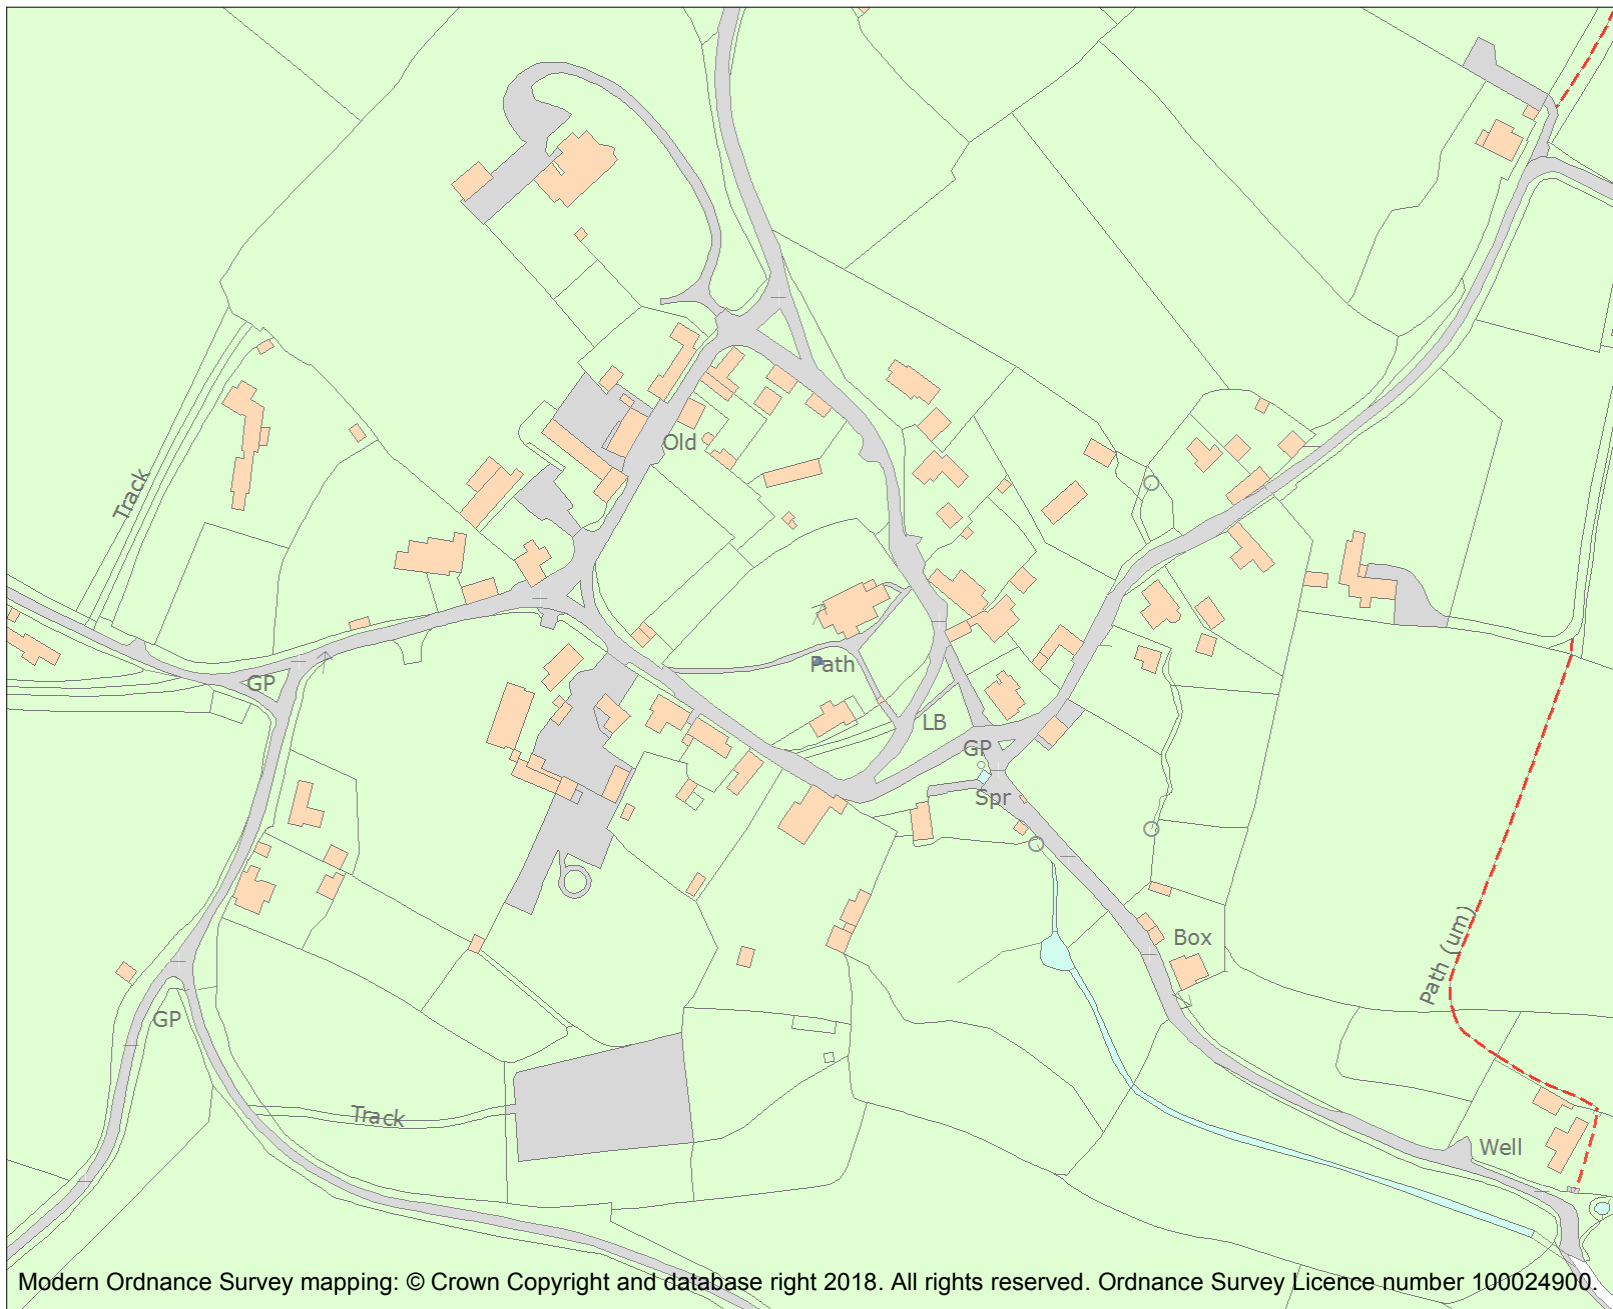 Old
Track
Path
GP
LB
GP
Spr
Box
Path (um)
GP
Track
Well
Modern Ordnance Survey mapping: © Crown Copyright and database right 2018. All rights reserved. Ordnance Survey Licence number 100024900.